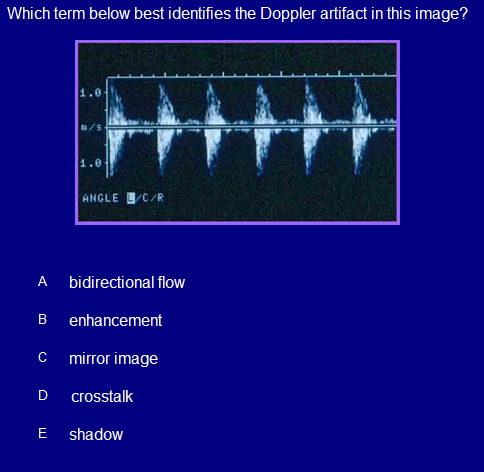 Which term below best identifies the Doppler artifact in this image?
1.0
m/s
1.0
ANGLE L/C/R
A bidirectional flow
B enhancement
C mirror image
D crosstalk
E shadow